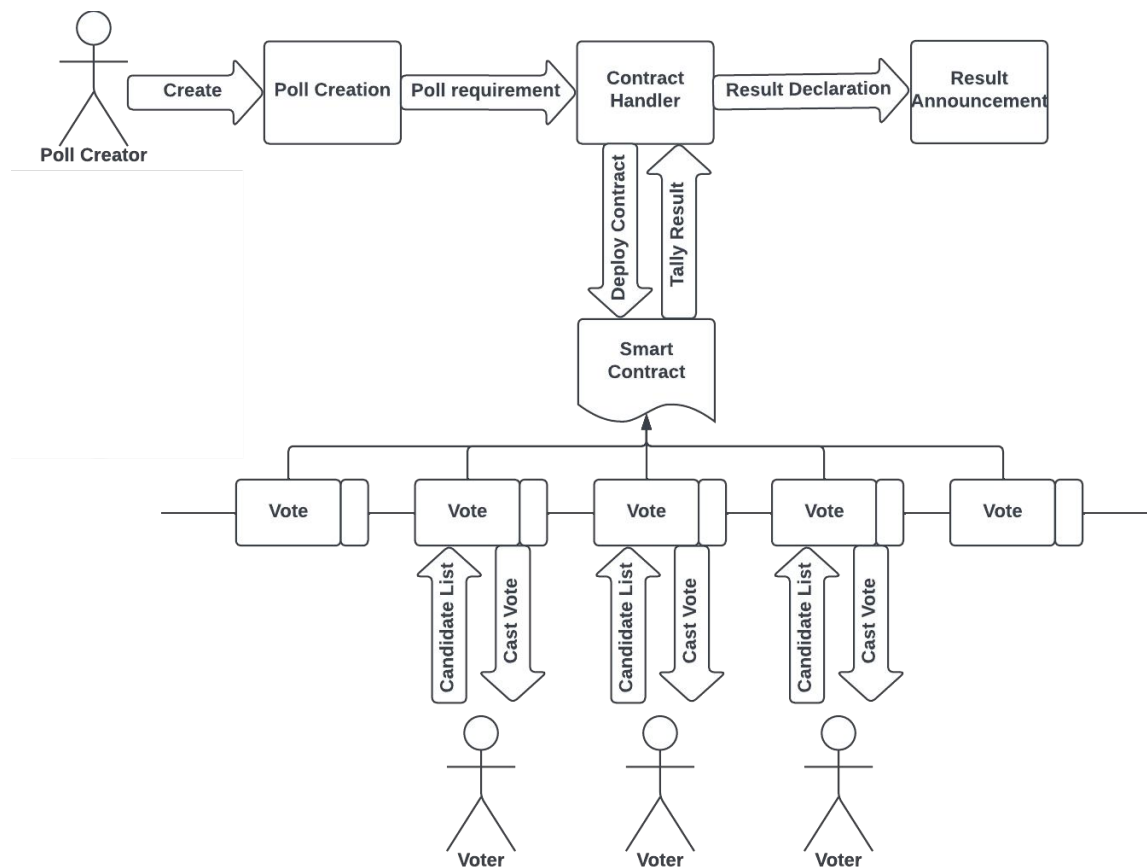 Create
Poll Creation
Poll requirement
Contract
Handler
Result Declaration
Result
Announcement
Poll Creator
Deploy Contract
Tally Result
Smart
Contract
Vote
Vote
Vote
Vote
Vote
Candidate List
Cast Vote
Candidate List
Cast Vote
Candidate List
Cast Vote
Voter
Voter
Voter